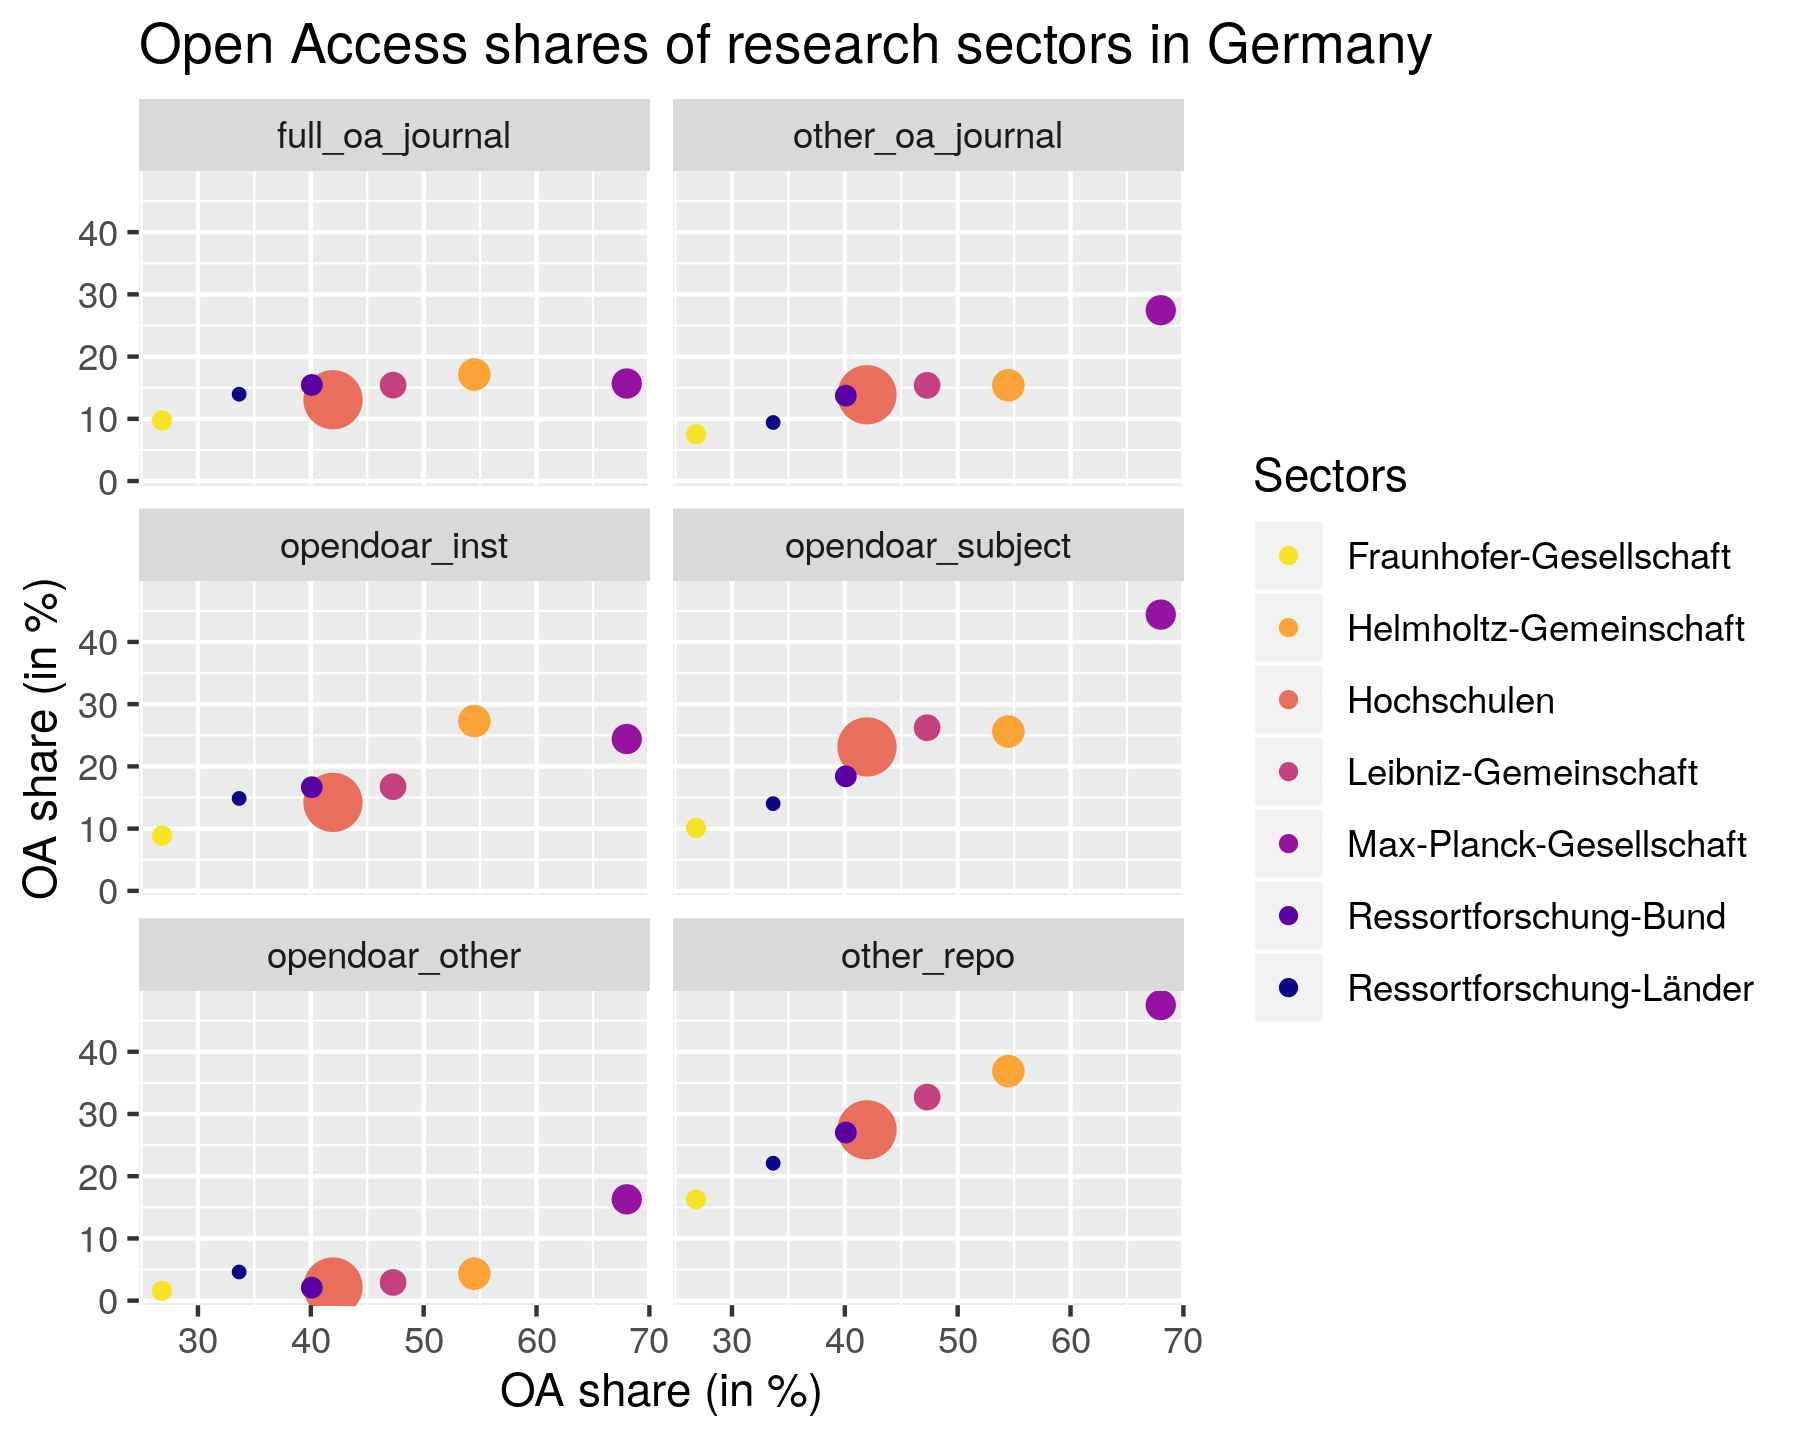 Open Access shares of research sectors in Germany
full_oa_journal
other_oa_journal
40
30
20
10
0
opendoar_inst
opendoar_subject
40
30
20
10
0
opendoar_other
other_repo
40
30
20
10
0
30 40 50 60 70
30 40 50 60 70
OA share (in %)
OA share (in %)
Sectors
Fraunhofer-Gesellschaft
Helmholtz-Gemeinschaft
Hochschulen
Leibniz-Gemeinschaft
Max-Planck-Gesellschaft
Ressortforschung-Bund
Ressortforschung-Länder